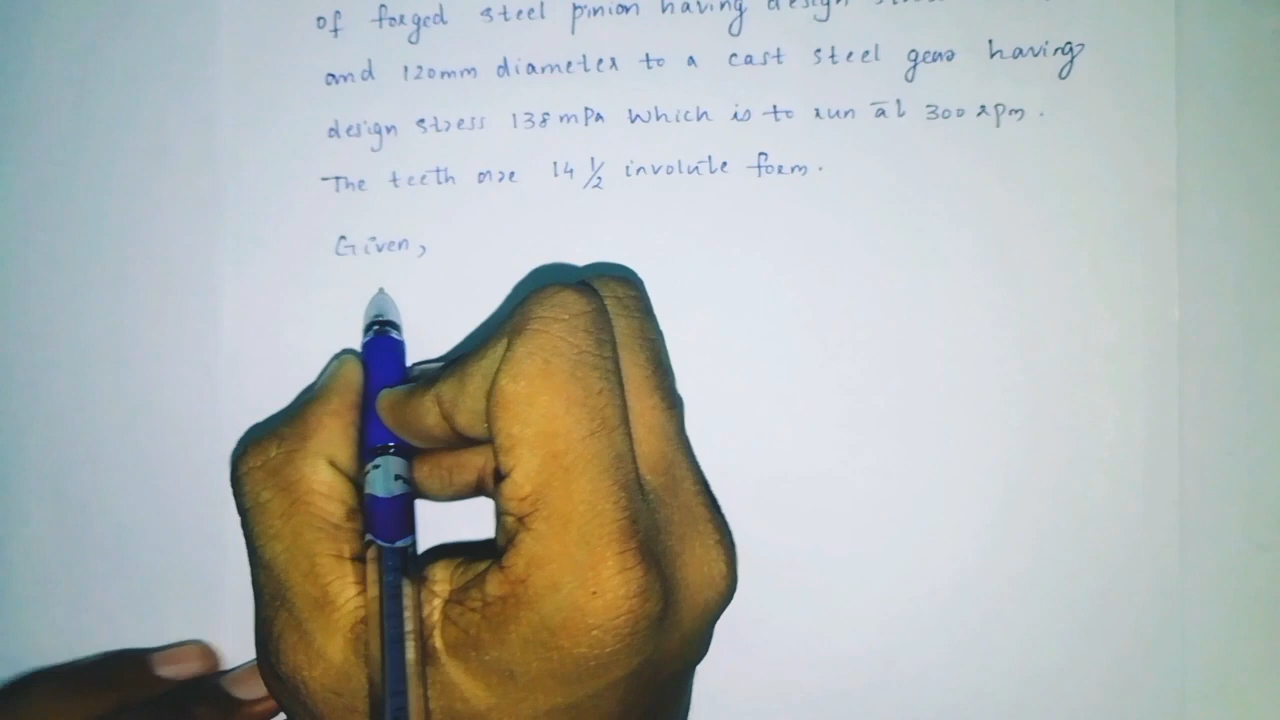 of forged steel pinion having design
and 120mm diameter to a cast steel gear having
design stress 138 mPa which is to run at 300 rpm.
The teeth are 14 1/2 involute form.
Given,